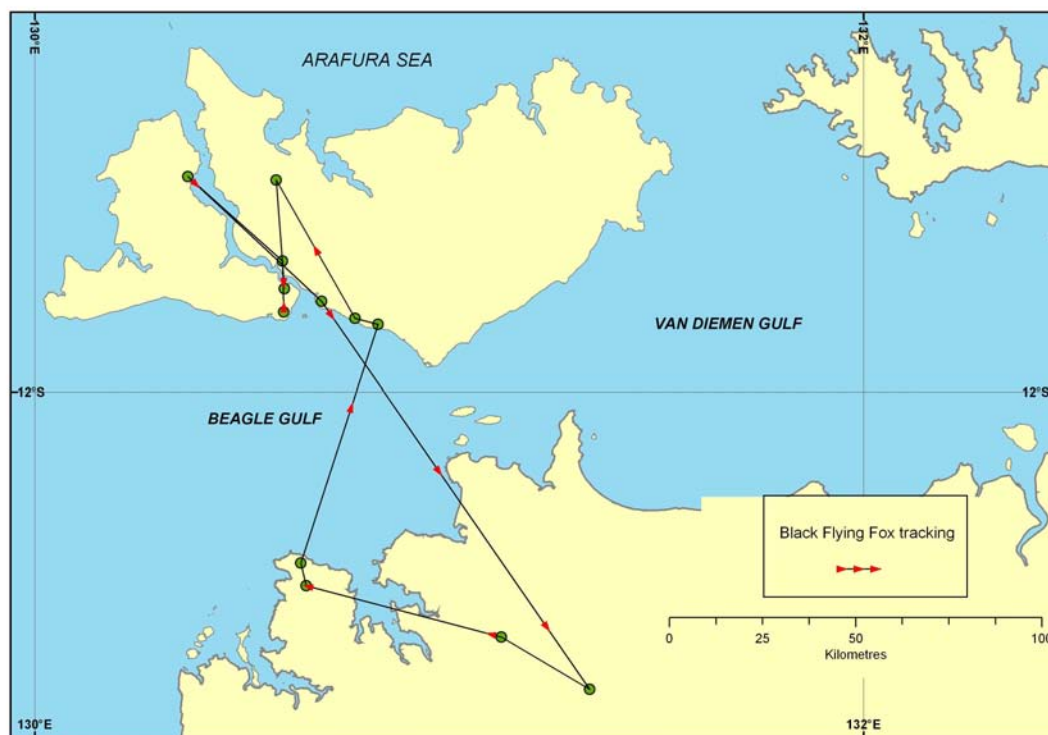 130°E
132°E
ARAFURA SEA
VAN DIEMEN GULF
12°S
12°S
BEAGLE GULF
Black Flying Fox tracking
0 25 50 100
Kilometres
130°E
132°E